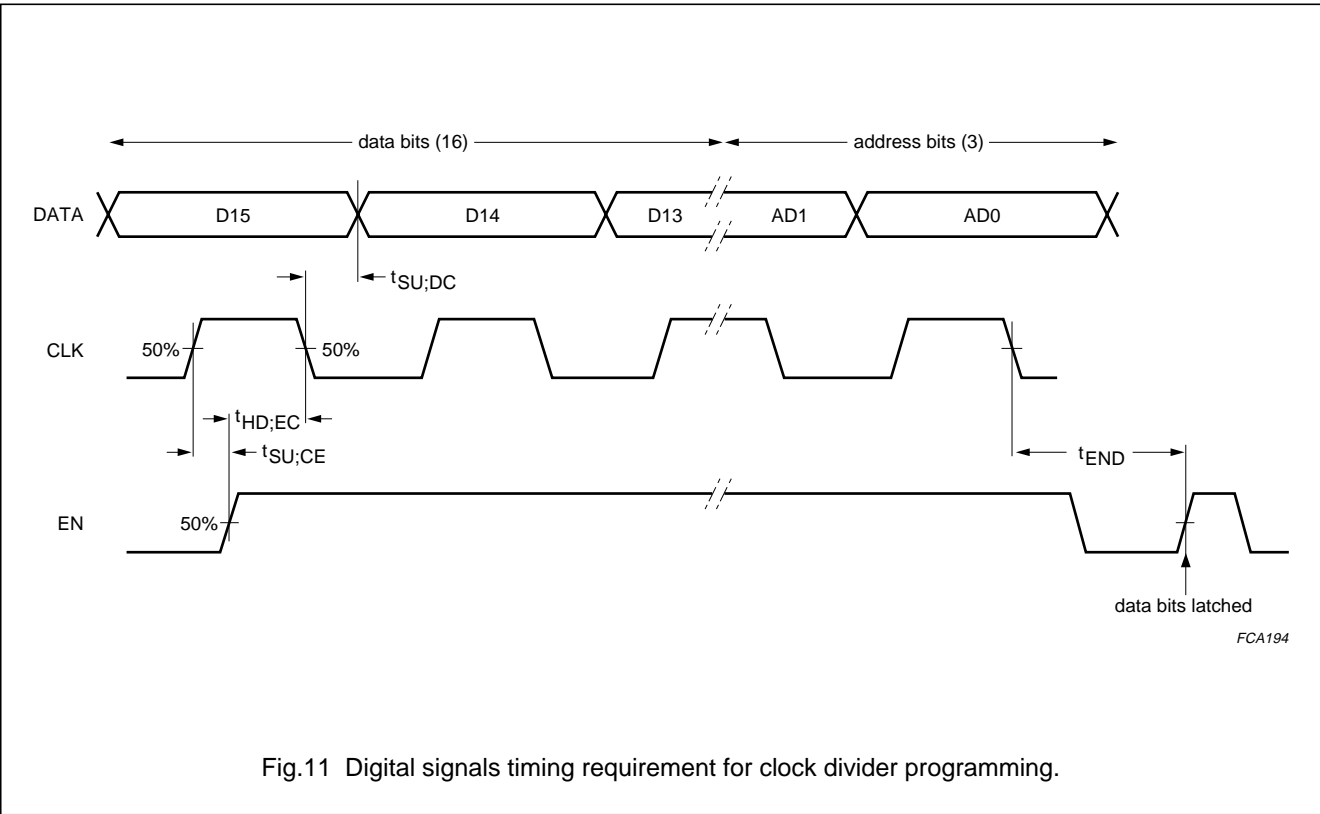 data bits (16)
address bits (3)
DATA
D15
D14
D13
AD1
AD0
tSU;DC
CLK
50%
50%
tHD;EC
tSU;CE
tEND
EN
50%
data bits latched
FCA194
Fig.11 Digital signals timing requirement for clock divider programming.